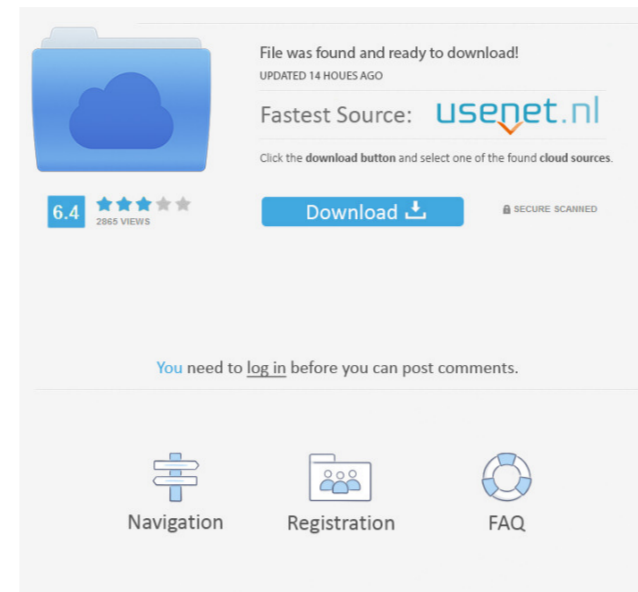 File was found and ready to download!
UPDATED 14 HOUES AGO
Fastest Source: usenet.nl
Click the download button and select one of the found cloud sources.
6.4
2865 VIEWS
Download
SECURE SCANNED
You need to log in before you can post comments.
Navigation
Registration
FAQ